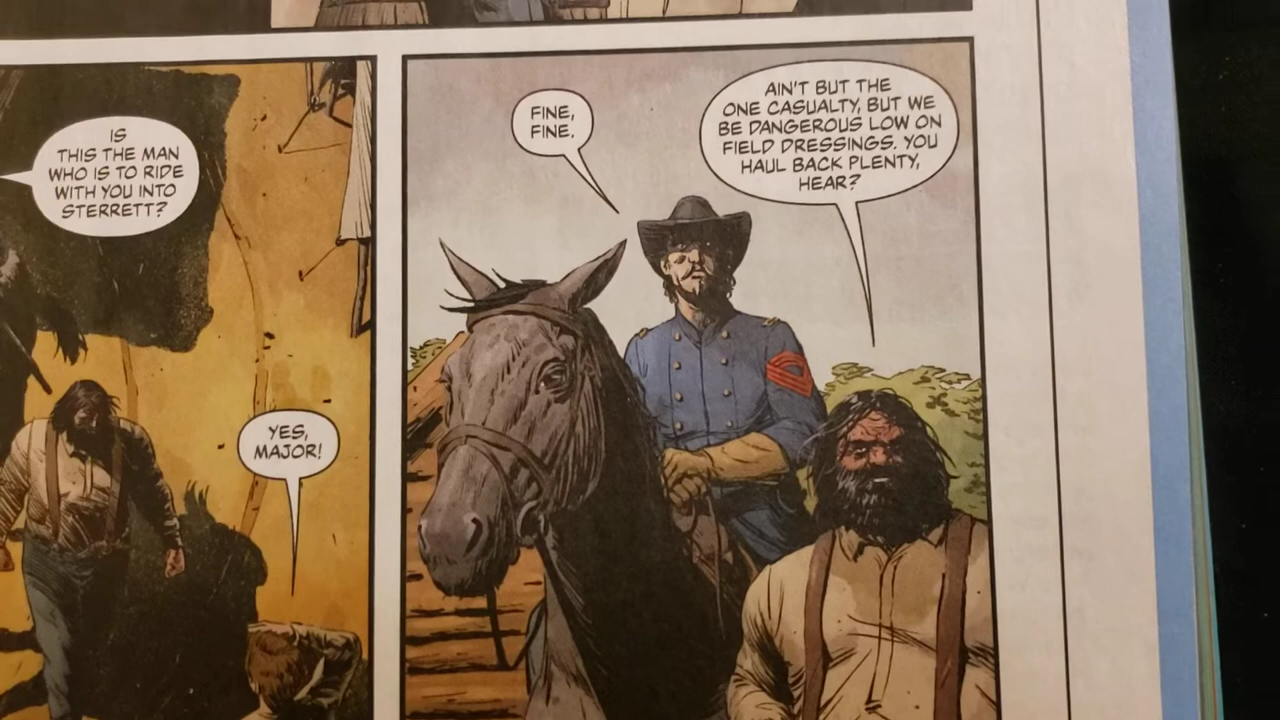 IS
THIS THE MAN
WHO IS TO RIDE
WITH YOU INTO
STERRETT?
YES,
MAJOR!
FINE,
FINE.
AIN'T BUT THE
ONE CASUALTY, BUT WE
BE DANGEROUS LOW ON
FIELD DRESSINGS. YOU
HAUL BACK PLENTY,
HEAR?